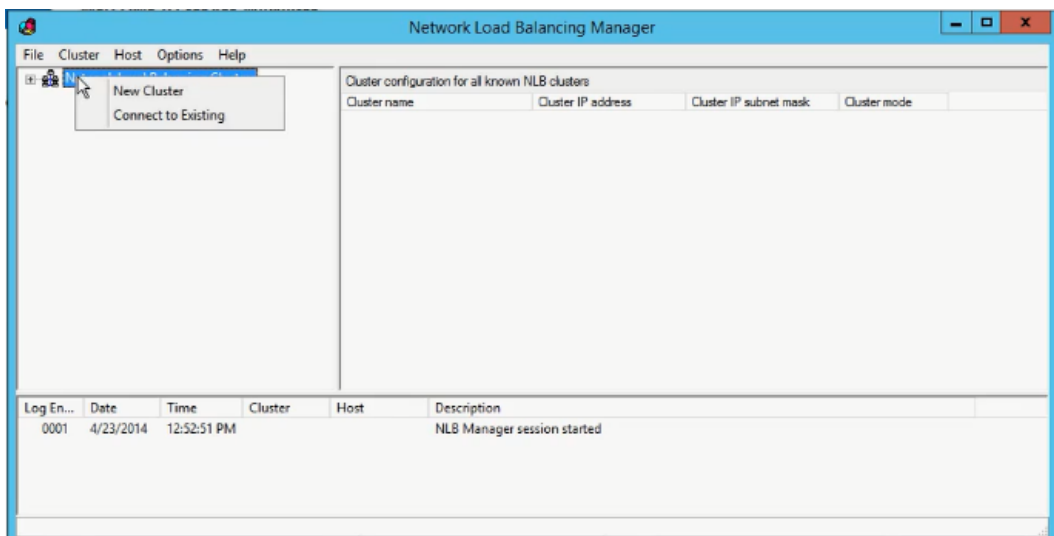 Network Load Balancing Manager
File Cluster Host Options Help
New Cluster
Connect to Existing
Cluster configuration for all known NLB clusters
Cluster name Cluster IP address Cluster IP subnet mask Cluster mode
Log En... Date Time Cluster Host Description
0001 4/23/2014 12:52:51 PM NLB Manager session started